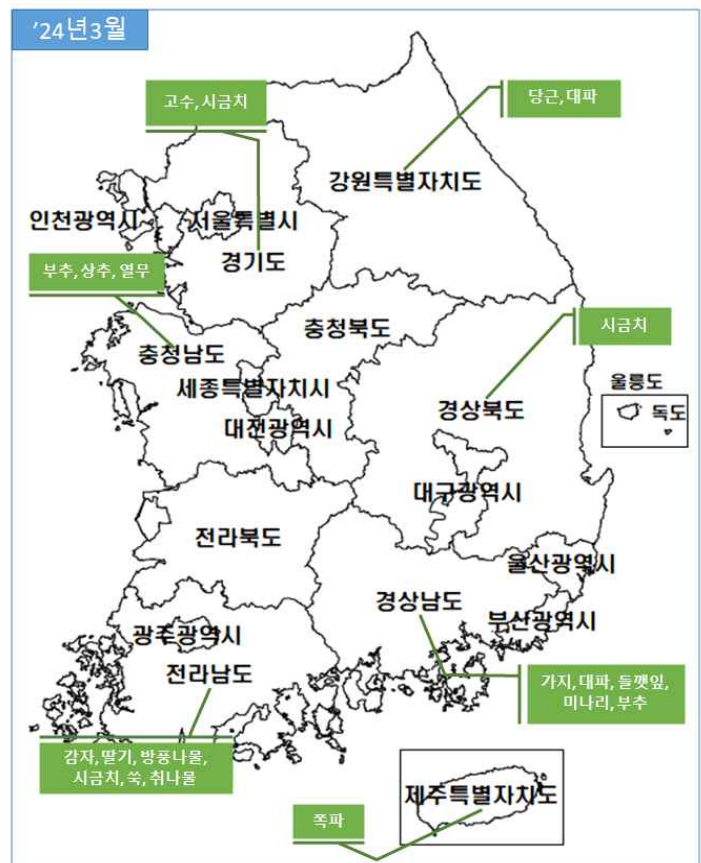 '24년3월
고수, 시금치
당근, 대파
강원특별자치도
인천광역시
서울특별시
경기도
부추, 상추, 열무
충청북도
시금치
충청남도
세종특별자치시
울릉도
독도
경상북도
대전광역시
대구광역시
전라북도
울산광역시
경상남도
부산광역시
광주광역시
전라남도
가지, 대파, 들깻잎,
미나리, 부추
감자, 딸기, 방풍나물,
시금치, 쑥, 취나물
제주특별자치도
쪽파